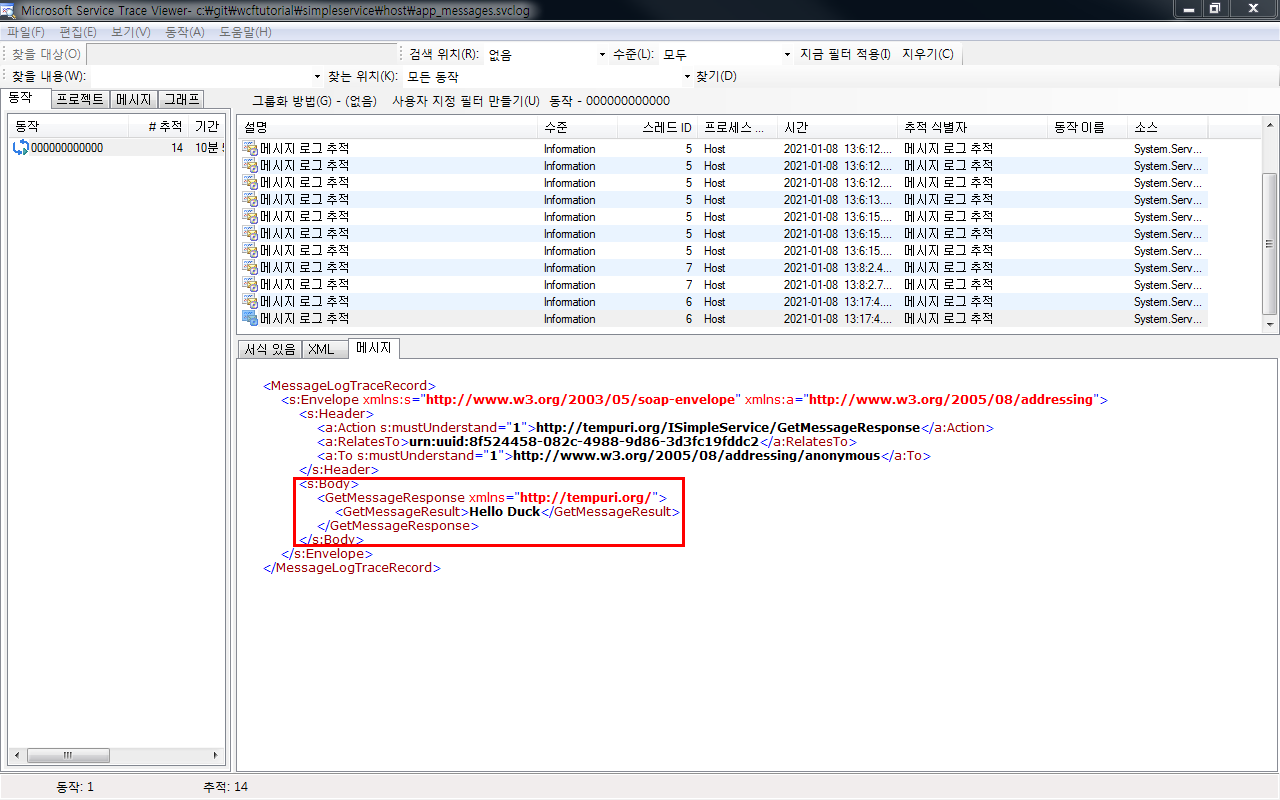 Microsoft Service Trace Viewer- c:₩git₩wcftutorial₩simpleservice₩host₩app_messages.svclog
파일(F) 편집(E) 보기(V) 동작(A) 도움말(H)
찾을 대상(O) 검색 위치(R): 없음 수준(L): 모두 지금 필터 적용(I) 지우기(C)
찾을 내용(W): 찾는 위치(K): 모든 동작 찾기(D)
동작 프로젝트 메시지 그래프 그룹화 방법(G) - (없음) 사용자 지정 필터 만들기(U) 동작 - 000000000000
동작 # 추적 기간
000000000000 14 10분
설명 수준 스레드 ID 프로세스 ... 시간 추적 식별자 동작 이름 소스
메시지 로그 추적 Information 5 Host 2021-01-08 13:6:12.... 메시지 로그 추적 System.Serv...
메시지 로그 추적 Information 5 Host 2021-01-08 13:6:12.... 메시지 로그 추적 System.Serv...
메시지 로그 추적 Information 5 Host 2021-01-08 13:6:12.... 메시지 로그 추적 System.Serv...
메시지 로그 추적 Information 5 Host 2021-01-08 13:6:13.... 메시지 로그 추적 System.Serv...
메시지 로그 추적 Information 5 Host 2021-01-08 13:6:15.... 메시지 로그 추적 System.Serv...
메시지 로그 추적 Information 5 Host 2021-01-08 13:6:15.... 메시지 로그 추적 System.Serv...
메시지 로그 추적 Information 5 Host 2021-01-08 13:6:15.... 메시지 로그 추적 System.Serv...
메시지 로그 추적 Information 7 Host 2021-01-08 13:8:2.4... 메시지 로그 추적 System.Serv...
메시지 로그 추적 Information 7 Host 2021-01-08 13:8:2.7... 메시지 로그 추적 System.Serv...
메시지 로그 추적 Information 6 Host 2021-01-08 13:17:4.... 메시지 로그 추적 System.Serv...
메시지 로그 추적 Information 6 Host 2021-01-08 13:17:4.... 메시지 로그 추적 System.Serv...
서식 있음 XML 메시지
<MessageLogTraceRecord>
<s:Envelope xmlns:s="http://www.w3.org/2003/05/soap-envelope" xmlns:a="http://www.w3.org/2005/08/addressing">
<s:Header>
<a:Action s:mustUnderstand="1">http://tempuri.org/ISimpleService/GetMessageResponse</a:Action>
<a:RelatesTo>urn:uuid:8f524458-082c-4988-9d86-3d3fc19fddc2</a:RelatesTo>
<a:To s:mustUnderstand="1">http://www.w3.org/2005/08/addressing/anonymous</a:To>
</s:Header>
<s:Body>
<GetMessageResponse xmlns="http://tempuri.org/">
<GetMessageResult>Hello Duck</GetMessageResult>
</GetMessageResponse>
</s:Body>
</s:Envelope>
</MessageLogTraceRecord>
동작: 1 추적: 14